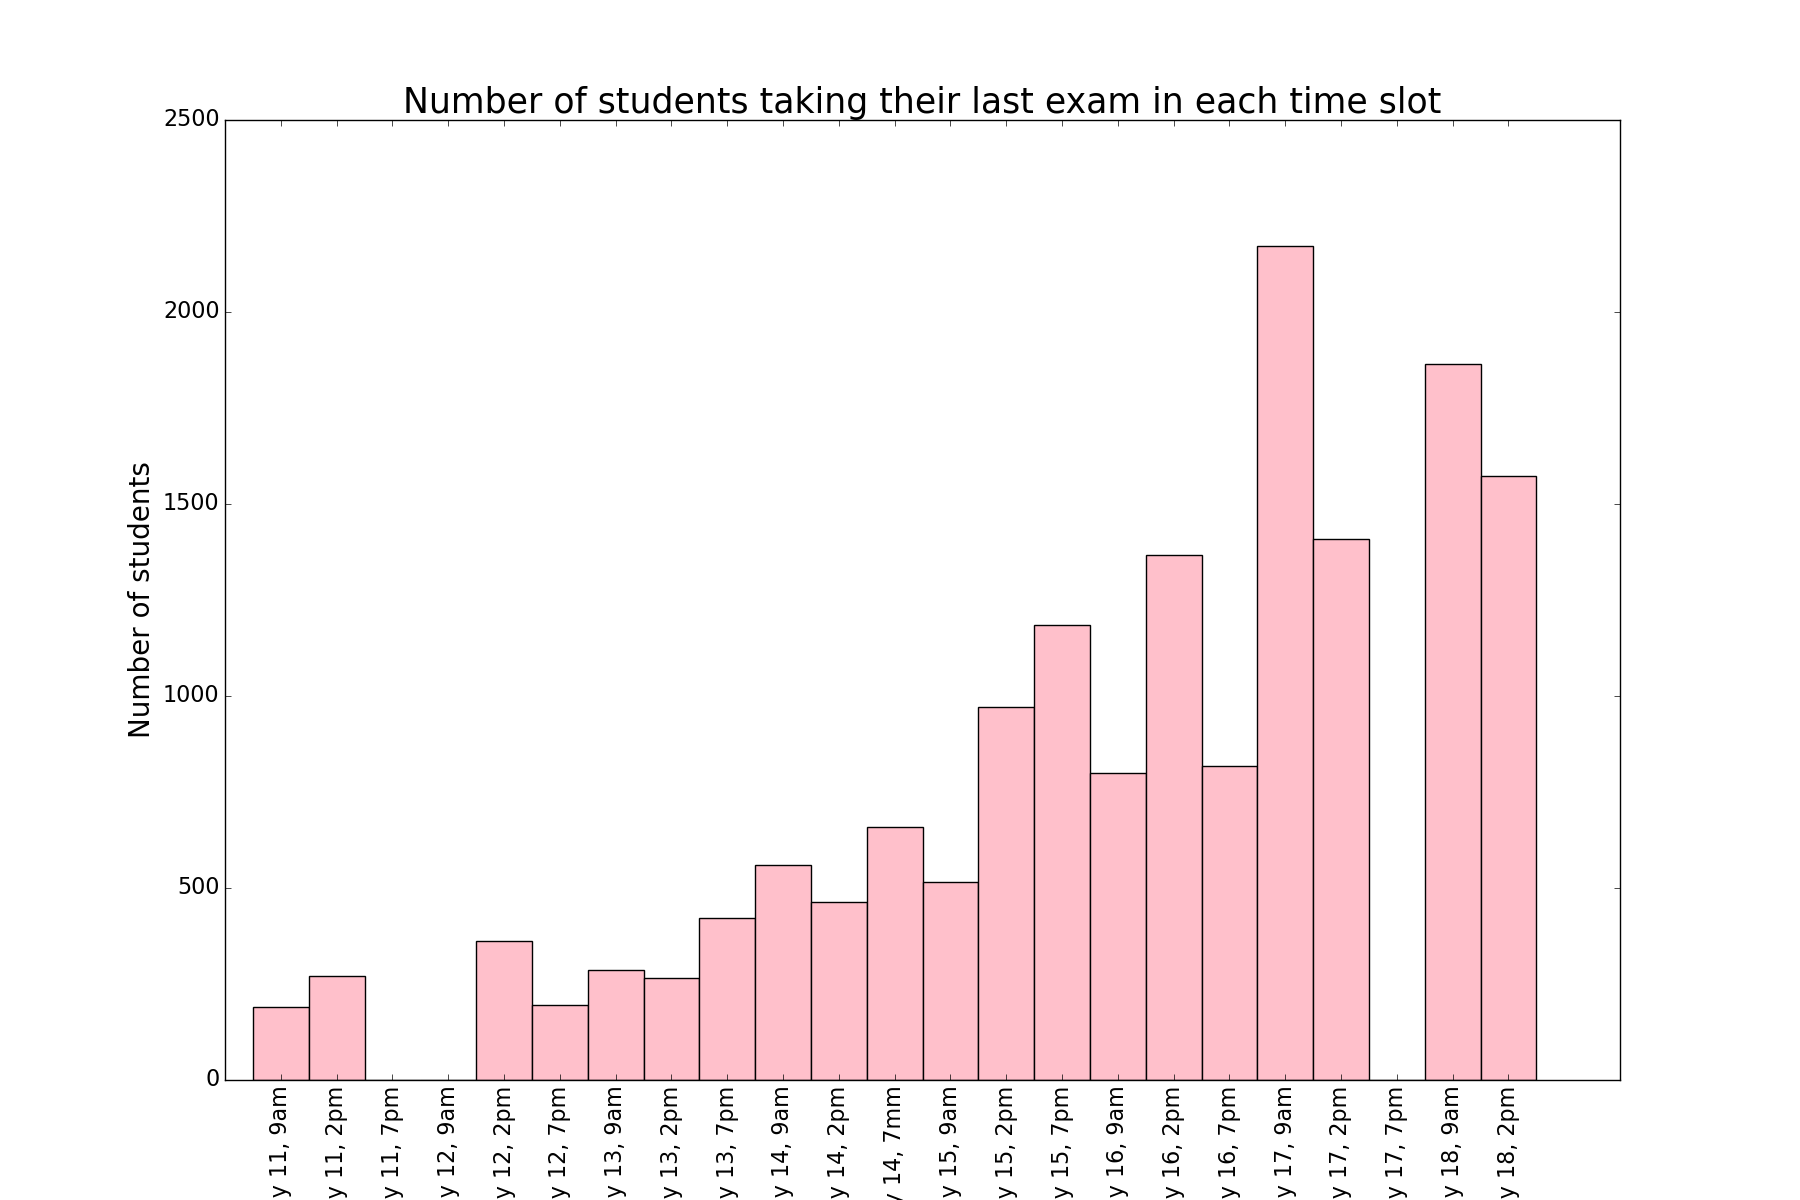 Number of students taking their last exam in each time slot
Number of students
2500
2000
1500
1000
500
0
y 11, 9am
y 11, 2pm
y 11, 7pm
y 12, 9am
y 12, 2pm
y 12, 7pm
y 13, 9am
y 13, 2pm
y 13, 7pm
y 14, 9am
y 14, 2pm
y 14, 7mm
y 15, 9am
y 15, 2pm
y 15, 7pm
y 16, 9am
y 16, 2pm
y 16, 7pm
y 17, 9am
y 17, 2pm
y 17, 7pm
y 18, 9am
y 18, 2pm